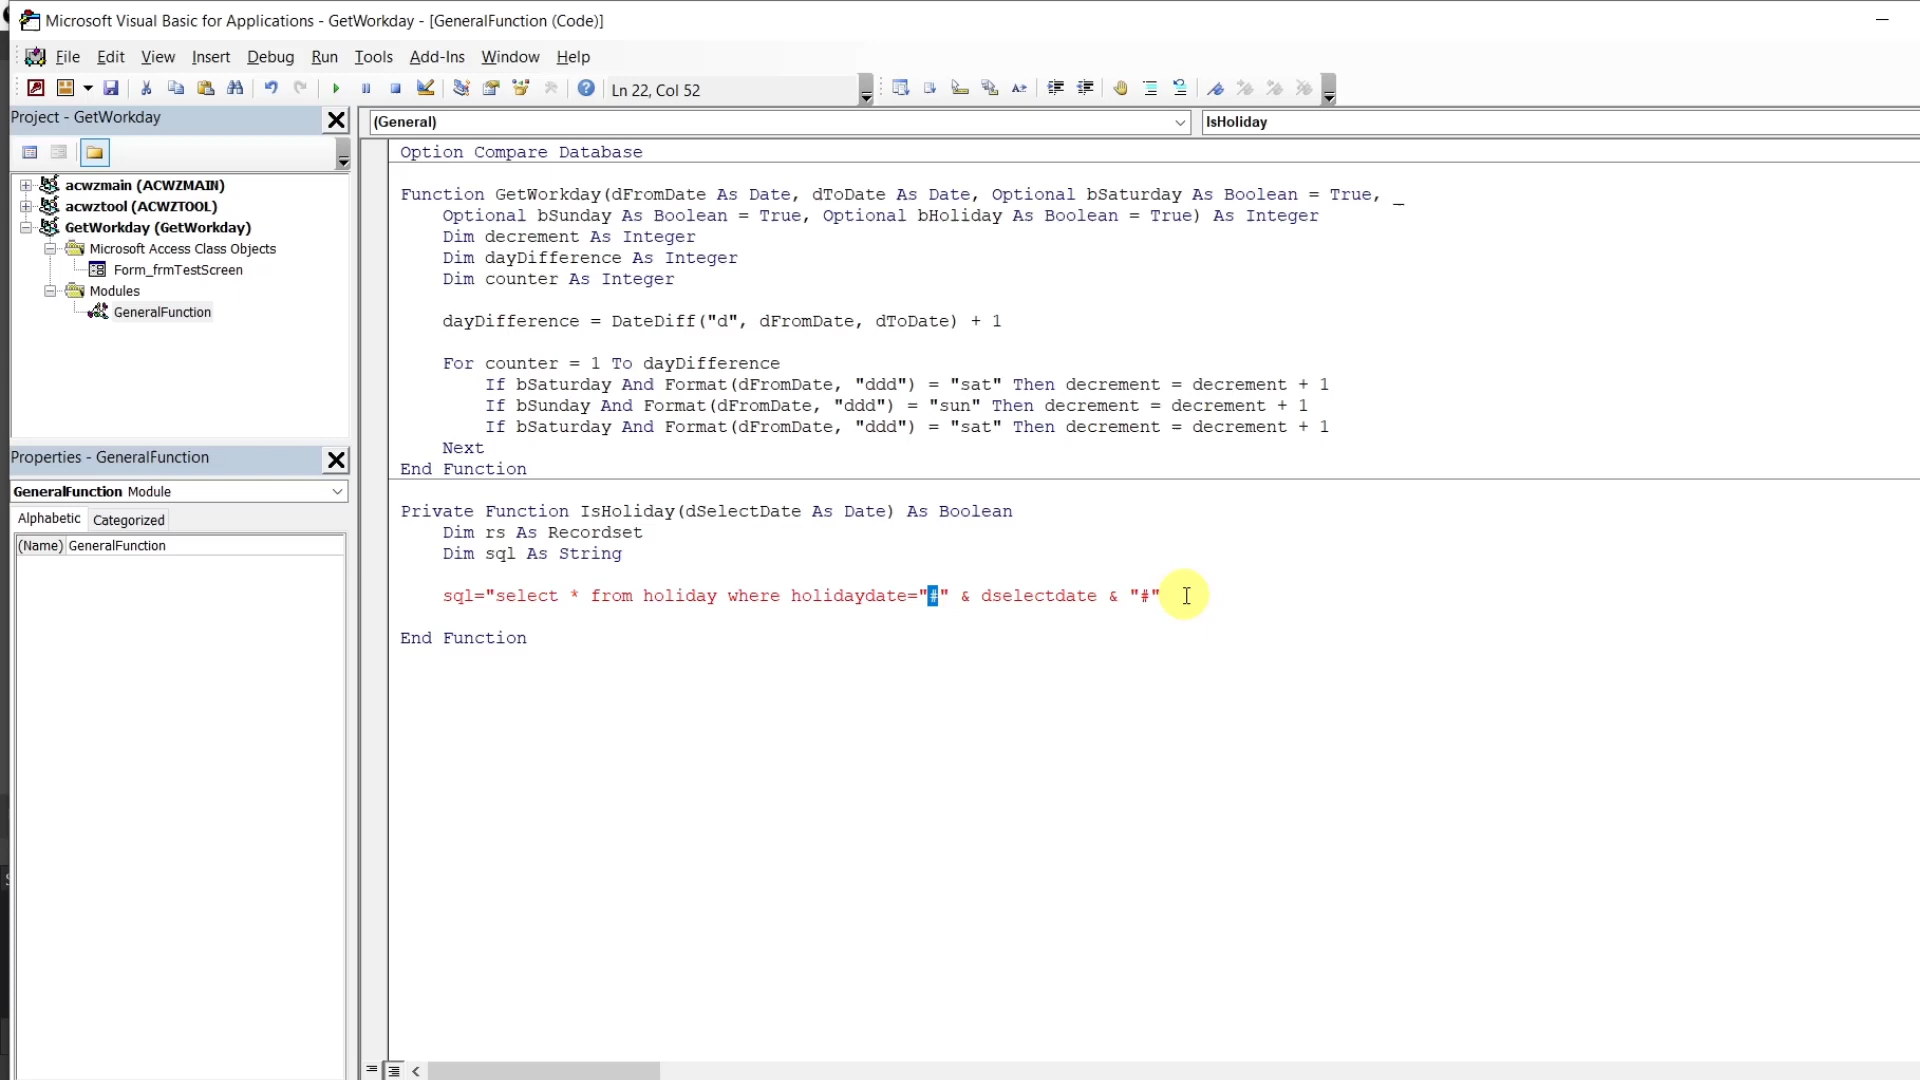 Microsoft Visual Basic for Applications - GetWorkday - [GeneralFunction (Code)]
File Edit View Insert Debug Run Tools Add-Ins Window Help
Ln 22, Col 52
Project - GetWorkday
(General)
IsHoliday
acwzmain (ACWZMAIN)
acwztool (ACWZTOOL)
GetWorkday (GetWorkday)
Microsoft Access Class Objects
Form_frmTestScreen
Modules
GeneralFunction
Properties - GeneralFunction
GeneralFunction Module
Alphabetic Categorized
(Name) GeneralFunction
Option Compare Database
Function GetWorkday(dFromDate As Date, dToDate As Date, Optional bSaturday As Boolean = True, _
Optional bSunday As Boolean = True, Optional bHoliday As Boolean = True) As Integer
Dim decrement As Integer
Dim dayDifference As Integer
Dim counter As Integer
dayDifference = DateDiff("d", dFromDate, dToDate) + 1
For counter = 1 To dayDifference
If bSaturday And Format(dFromDate, "ddd") = "sat" Then decrement = decrement + 1
If bSunday And Format(dFromDate, "ddd") = "sun" Then decrement = decrement + 1
If bSaturday And Format(dFromDate, "ddd") = "sat" Then decrement = decrement + 1
Next
End Function
Private Function IsHoliday(dSelectDate As Date) As Boolean
Dim rs As Recordset
Dim sql As String
sql="select * from holiday where holidaydate="#" & dselectdate & "#"
End Function